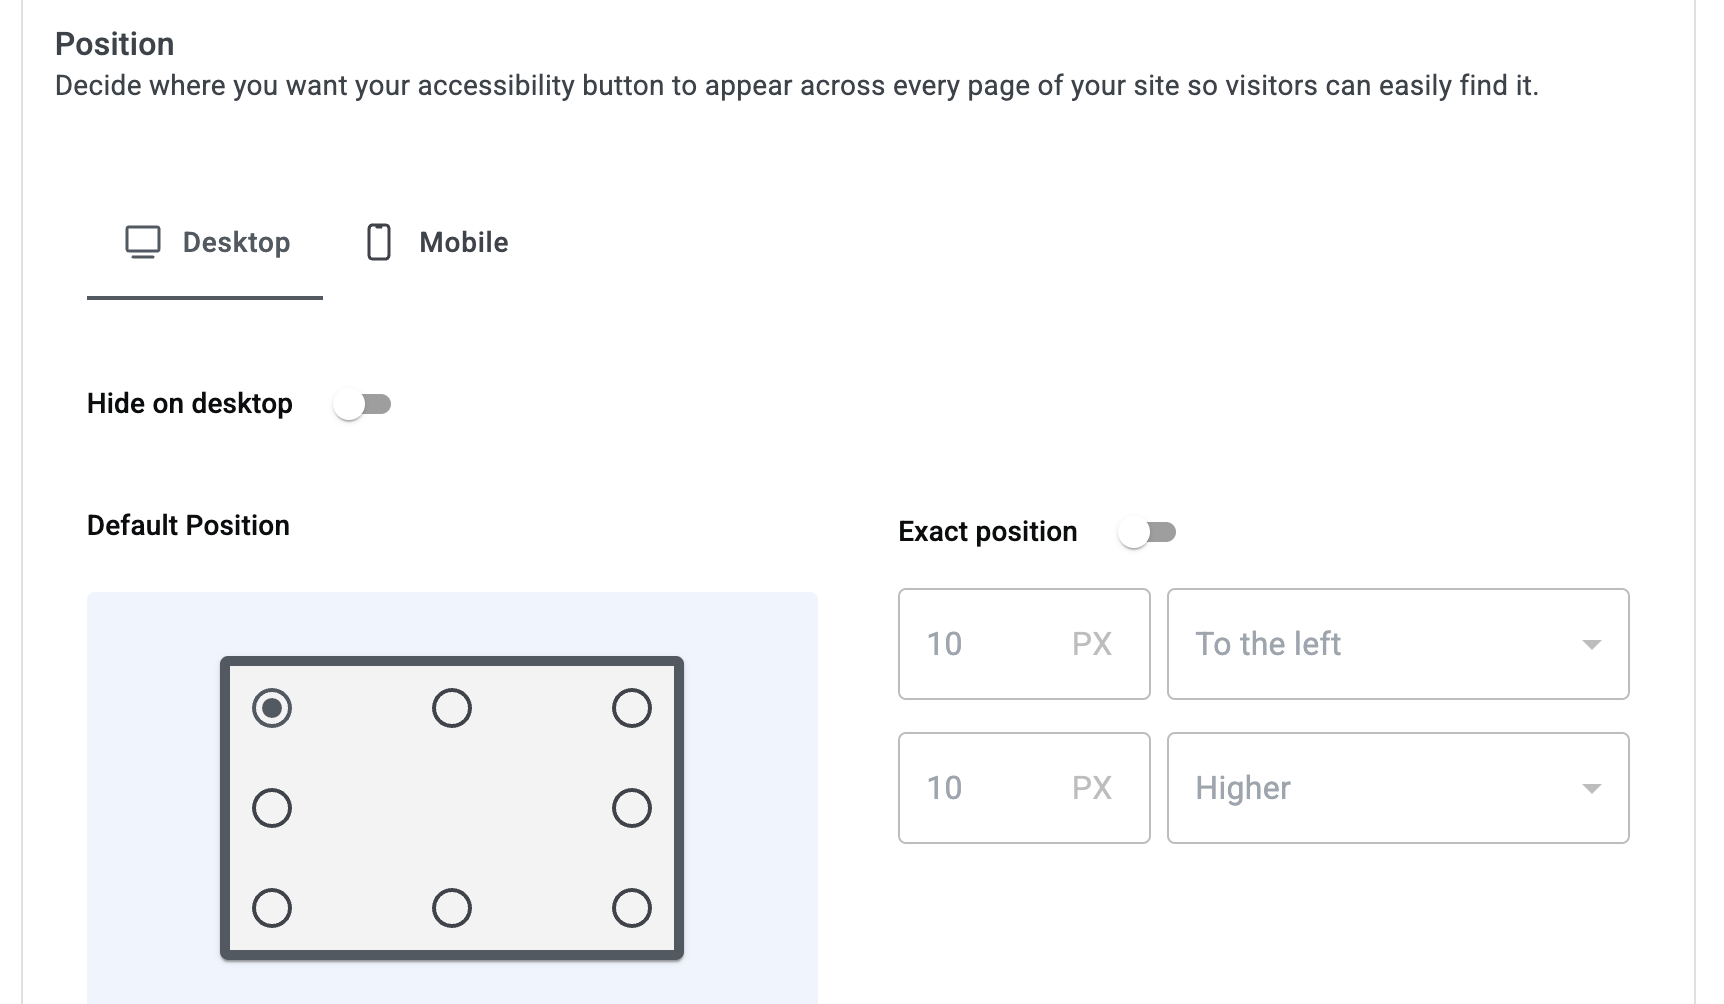 Position
Decide where you want your accessibility button to appear across every page of your site so visitors can easily find it.
Desktop
Mobile
Hide on desktop
Default Position
Exact position
10 PX
To the left
10 PX
Higher